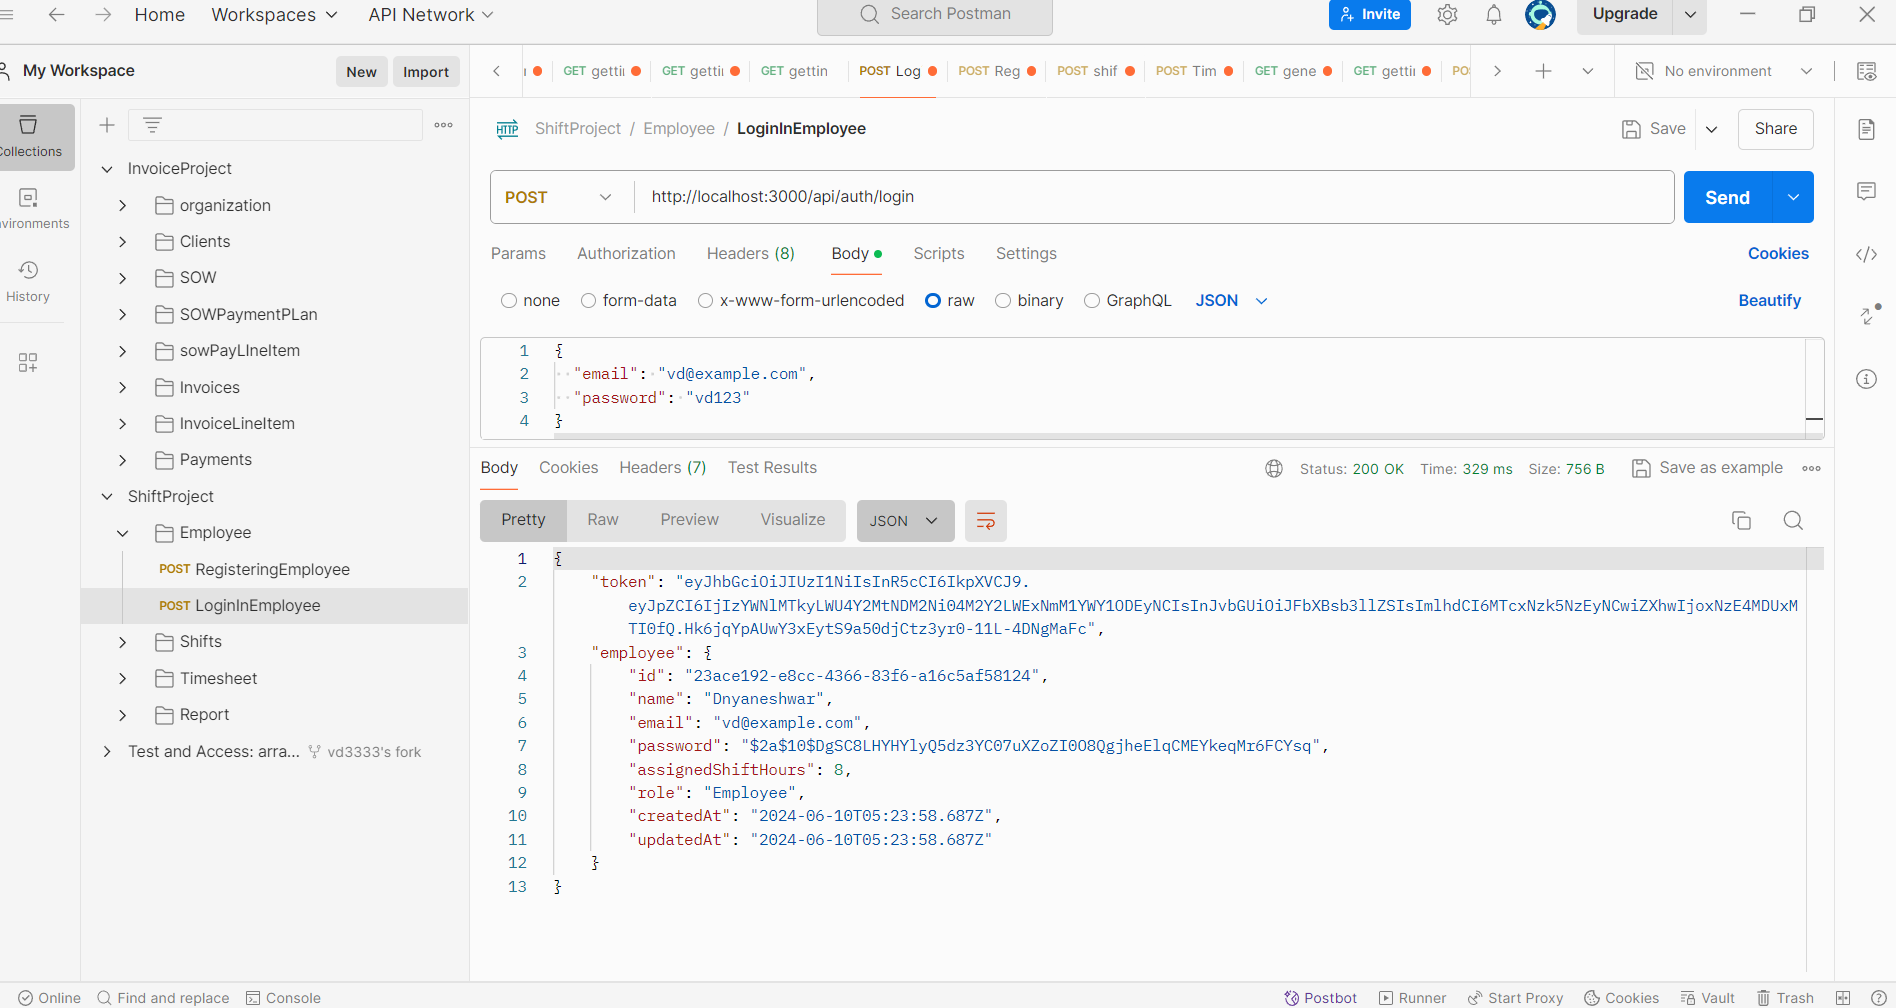 Home Workspaces API Network Search Postman Invite Upgrade
My Workspace New Import
GET gettin GET gettin GET gettin POST Log POST Reg POST shif POST Tim GET gene GET gettin No environment
Collections
Environments
History
InvoiceProject
organization
Clients
SOW
SOWPaymentPLan
sowPayLIneItem
Invoices
InvoiceLineItem
Payments
ShiftProject
Employee
POST RegisteringEmployee
POST LoginInEmployee
Shifts
Timesheet
Report
Test and Access: arra... vd3333's fork
HTTP ShiftProject / Employee / LoginInEmployee Save Share
POST http://localhost:3000/api/auth/login Send
Params Authorization Headers (8) Body Scripts Settings Cookies
none form-data x-www-form-urlencoded raw binary GraphQL JSON Beautify
1 {
2 "email": "vd@example.com",
3 "password": "vd123"
4 }
Body Cookies Headers (7) Test Results Status: 200 OK Time: 329 ms Size: 756 B Save as example
Pretty Raw Preview Visualize JSON
1 {
2 "token": "eyJhbGciOiJIUzI1NiIsInR5cCI6IkpXVCJ9.
eyJpZCI6IjIzYWNlMTkyLWU4Y2MtNDM2Ni04M2Y2LWExNmM1YWY1ODEyNCIsInJvbGUiOiJFbXBsb3llZSIsImlhdCI6MTcxNzk5NzEyNCwiZXhwIjoxNzE4MDUxM
TI0fQ.Hk6jqYpAUwY3xEytS9a50djCtz3yr0-11L-4DNgMaFc",
3 "employee": {
4 "id": "23ace192-e8cc-4366-83f6-a16c5af58124",
5 "name": "Dnyaneshwar",
6 "email": "vd@example.com",
7 "password": "$2a$10$DgSC8LHYHYlyQ5dz3YC07uXZoZI0O8QgjheElqCMEYkeqMr6FCYsq",
8 "assignedShiftHours": 8,
9 "role": "Employee",
10 "createdAt": "2024-06-10T05:23:58.687Z",
11 "updatedAt": "2024-06-10T05:23:58.687Z"
12 }
13 }
Online Find and replace Console Postbot Runner Start Proxy Cookies Vault Trash